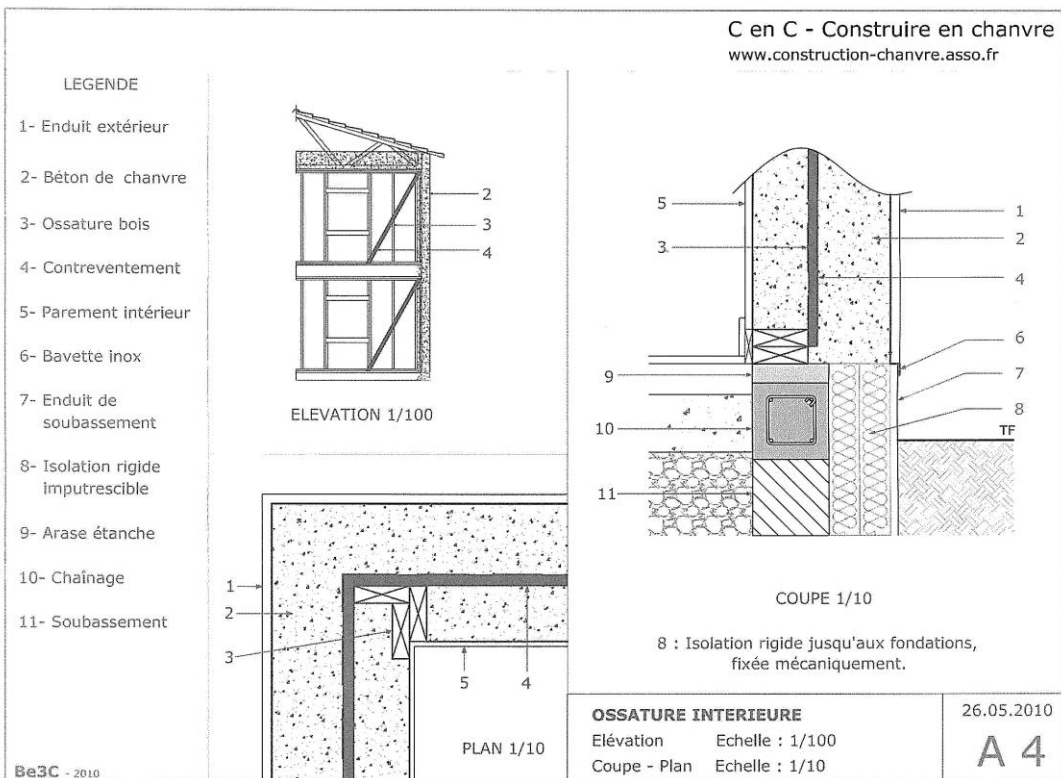 C en C - Construire en chanvre
www.construction-chanvre.asso.fr
LEGENDE
1- Enduit extérieur
2- Béton de chanvre
3- Ossature bois
4- Contreventement
5- Parement intérieur
6- Bavette inox
7- Enduit de
soubassement
8- Isolation rigide
imputrescible
9- Arase étanche
10- Chaînage
11- Soubassement
2
3
4
ELEVATION 1/100
1
2
3
5
4
PLAN 1/10
5
3
9
10
11
1
2
4
6
7
8
TF
COUPE 1/10
8 : Isolation rigide jusqu'aux fondations,
fixée mécaniquement.
OSSATURE INTERIEURE
Elévation Echelle : 1/100
Coupe - Plan Echelle : 1/10
26.05.2010
A 4
Be3C - 2010